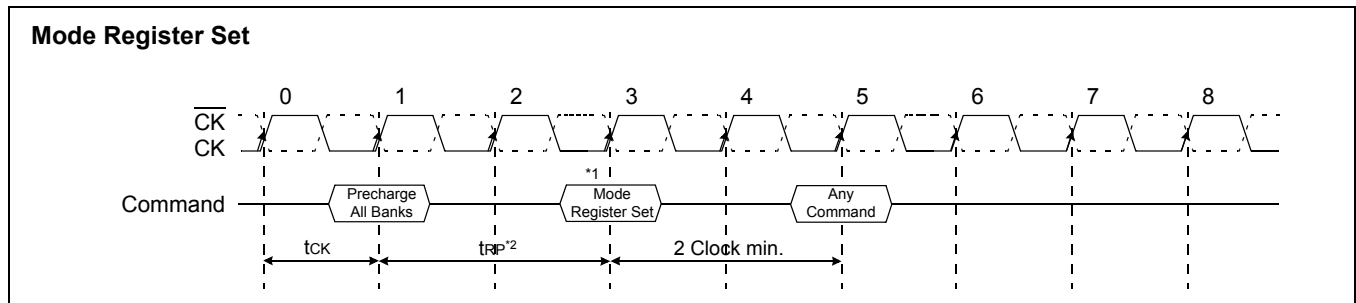 Mode Register Set
0 1 2 3 4 5 6 7 8
CK
CK
*1
Command
Precharge
All Banks
Mode
Register Set
Any
Command
tCK
tRP*2
2 Clock min.